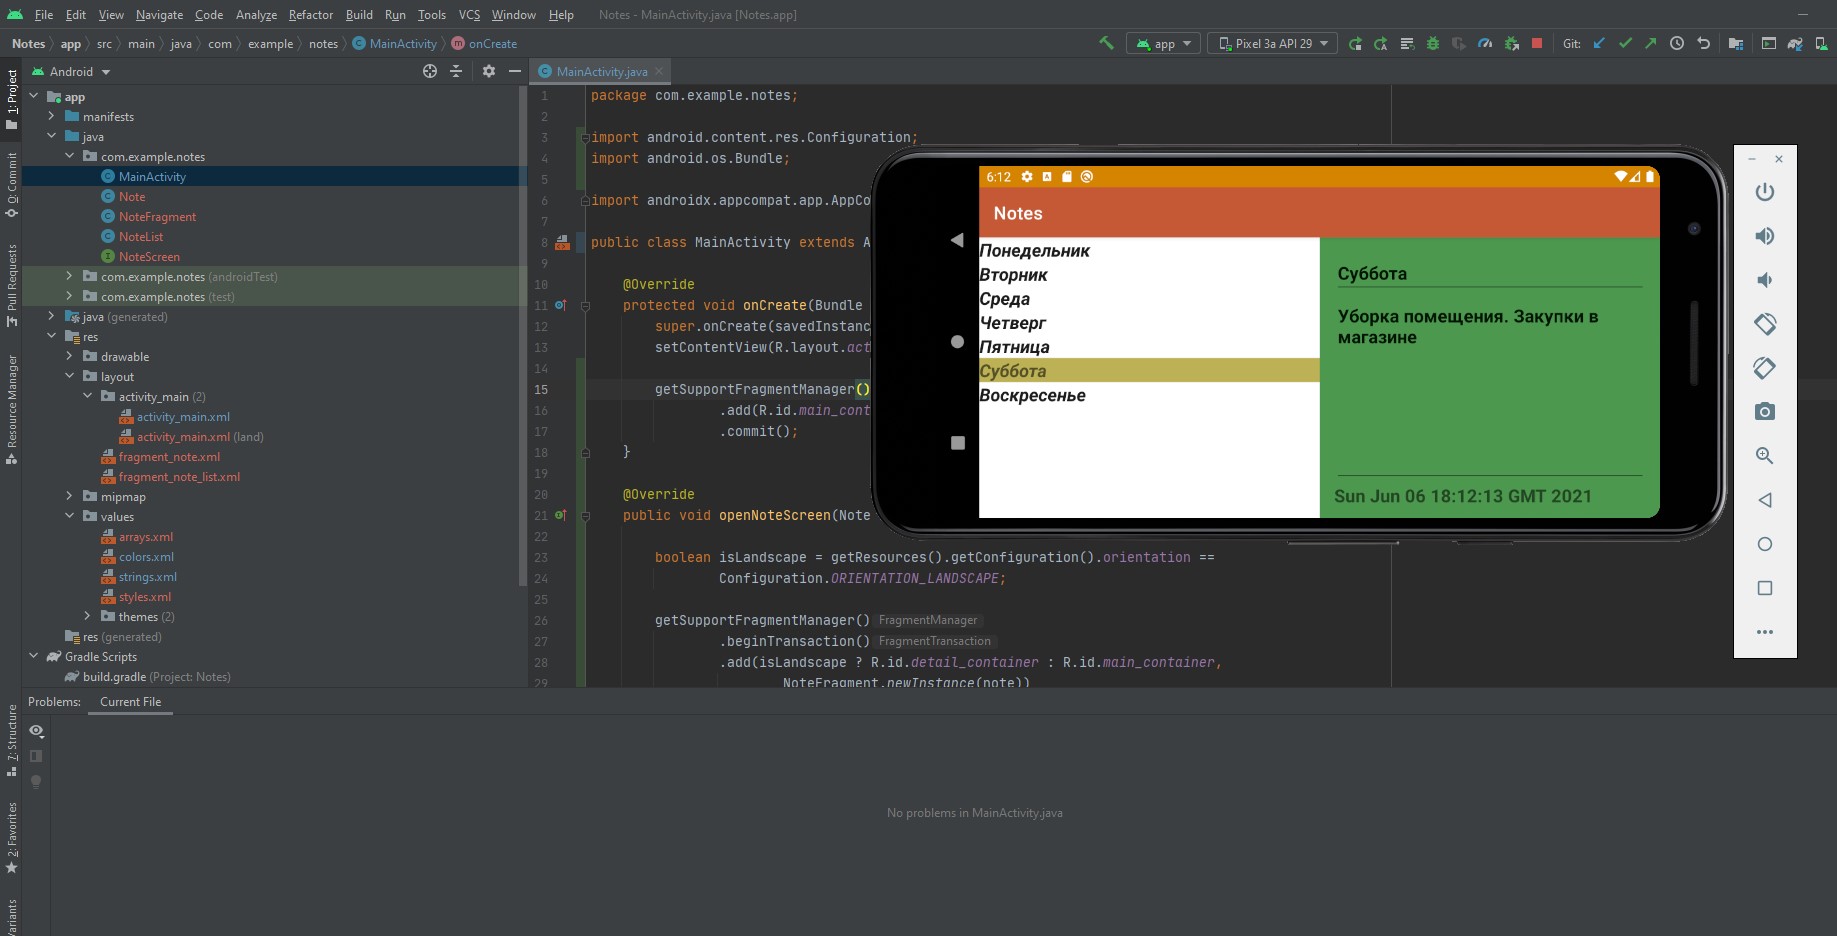 File Edit View Navigate Code Analyze Refactor Build Run Tools VCS Window Help Notes - MainActivity.java [Notes.app]
Notes app src main java com example notes MainActivity onCreate app Pixel 3a API 29 Git:
Android
MainActivity.java
1: Project
0: Commit
Pull Requests
Resource Manager
7: Structure
2: Favorites
app
manifests
java
com.example.notes
MainActivity
Note
NoteFragment
NoteList
NoteScreen
com.example.notes (androidTest)
com.example.notes (test)
java (generated)
res
drawable
layout
activity_main (2)
activity_main.xml
activity_main.xml (land)
fragment_note.xml
fragment_note_list.xml
mipmap
values
arrays.xml
colors.xml
strings.xml
styles.xml
themes (2)
res (generated)
Gradle Scripts
build.gradle (Project: Notes)
1 package com.example.notes;
2
3 import android.content.res.Configuration;
4 import android.os.Bundle;
5
6 import androidx.appcompat.app.AppCo
7
8 public class MainActivity extends A
9
10 @Override
11 protected void onCreate(Bundle
12 super.onCreate(savedInstanc
13 setContentView(R.layout.act
14
15 getSupportFragmentManager()
16 .add(R.id.main_cont
17 .commit();
18 }
19
20 @Override
21 public void openNoteScreen(Note
22
23 boolean isLandscape = getResources().getConfiguration().orientation ==
24 Configuration.ORIENTATION_LANDSCAPE;
25
26 getSupportFragmentManager() FragmentManager
27 .beginTransaction() FragmentTransaction
28 .add(isLandscape ? R.id.detail_container : R.id.main_container,
29 NoteFragment.newInstance(note))
6:12
Notes
Понедельник
Вторник
Среда
Четверг
Пятница
Суббота
Воскресенье
Суббота
Уборка помещения. Закупки в
магазине
Sun Jun 06 18:12:13 GMT 2021
Problems: Current File
No problems in MainActivity.java